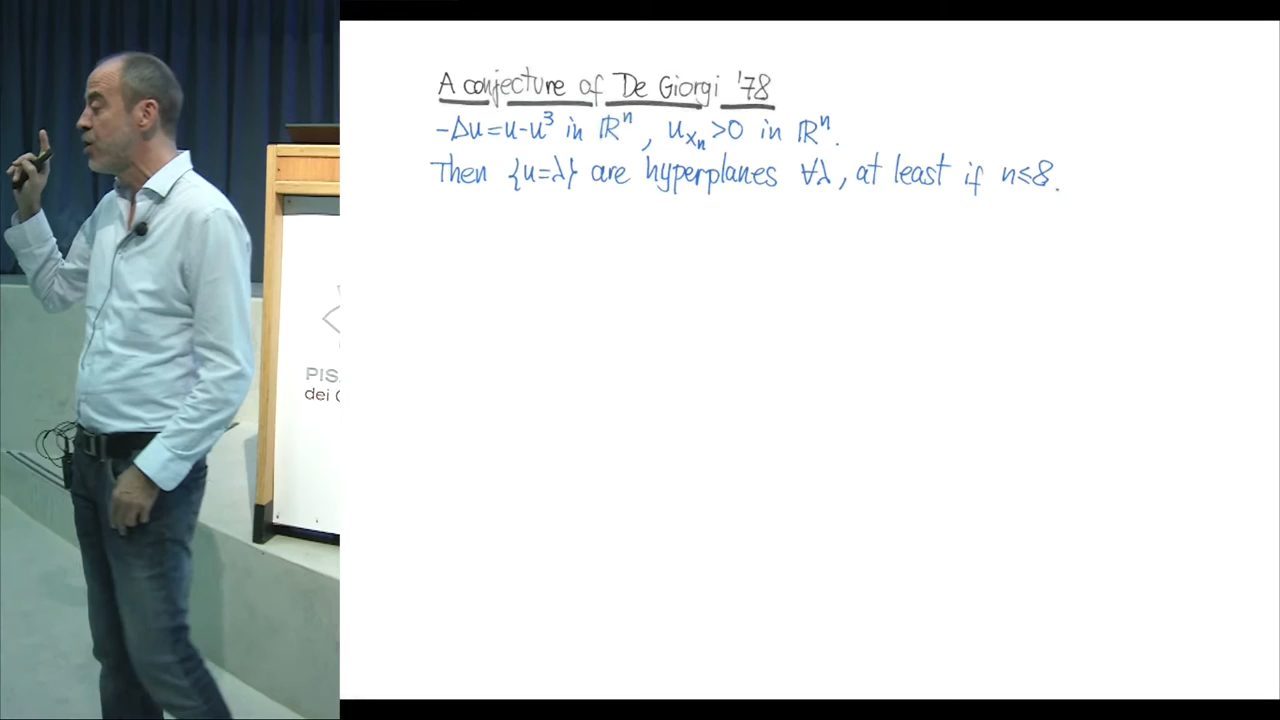 A conjecture of De Giorgi '78
-Δu=u-u³ in ℝⁿ, u_{xₙ}>0 in ℝⁿ.
Then {u=λ} are hyperplanes ∀λ, at least if n≤8.
PIS
dei